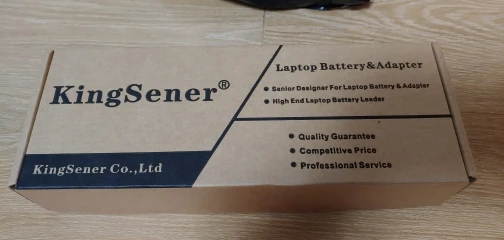 KingSener®
KingSener Co.,Ltd
Laptop Battery&Adapter
● Senior Designer For Laptop Battery & Adapter
● High End Laptop Battery Leader
● Quality Guarantee
● Competitive Price
● Professional Service